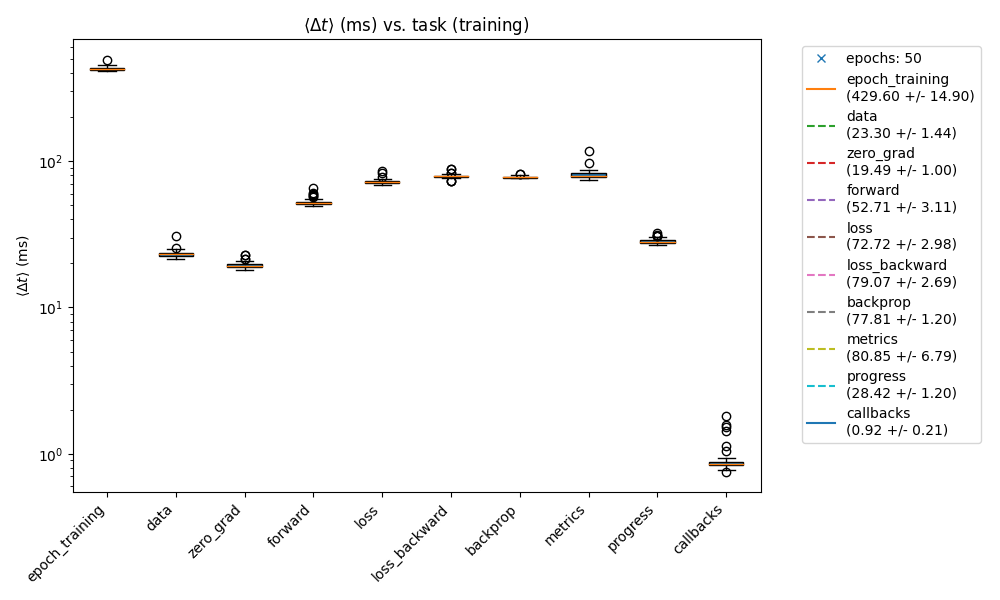 ⟨Δt⟩ (ms) vs. task (training)
⟨Δt⟩ (ms)
10²
10¹
10⁰
epoch_training
data
zero_grad
forward
loss
loss_backward
backprop
metrics
progress
callbacks
epochs: 50
epoch_training
(429.60 +/- 14.90)
data
(23.30 +/- 1.44)
zero_grad
(19.49 +/- 1.00)
forward
(52.71 +/- 3.11)
loss
(72.72 +/- 2.98)
loss_backward
(79.07 +/- 2.69)
backprop
(77.81 +/- 1.20)
metrics
(80.85 +/- 6.79)
progress
(28.42 +/- 1.20)
callbacks
(0.92 +/- 0.21)